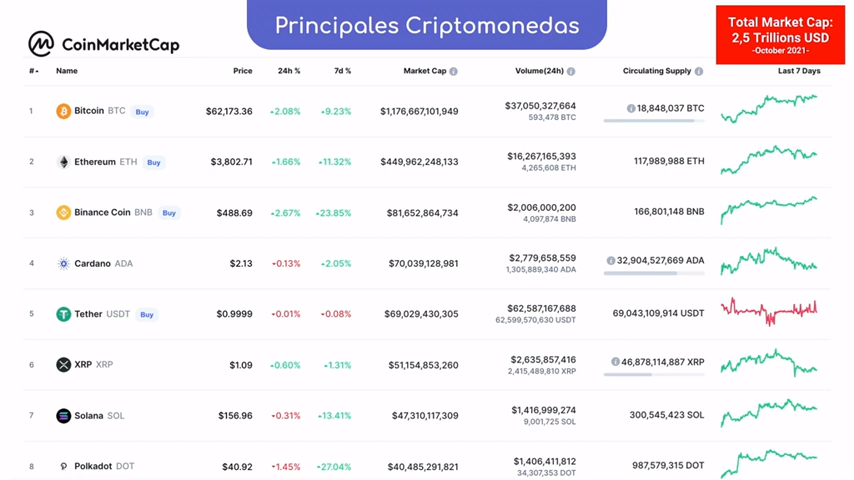 Principales Criptomonedas
Total Market Cap:
2,5 Trillions USD
-October 2021-
CoinMarketCap
# Name Price 24h % 7d % Market Cap Volume(24h) Circulating Supply Last 7 Days
1 Bitcoin BTC Buy $62,173.36 2.08% 9.23% $1,176,667,101,949 $37,050,327,664 18,848,037 BTC
593,478 BTC
2 Ethereum ETH Buy $3,802.71 1.66% 11.32% $449,962,248,133 $16,267,165,393 117,989,988 ETH
4,265,608 ETH
3 Binance Coin BNB Buy $488.69 2.67% 23.85% $81,652,864,734 $2,006,000,200 166,801,148 BNB
4,097,874 BNB
4 Cardano ADA $2.13 0.13% 2.05% $70,039,128,981 $2,779,658,559 32,904,527,669 ADA
1,305,889,340 ADA
5 Tether USDT Buy $0.9999 0.01% 0.08% $69,029,430,305 $62,587,167,688 69,043,109,914 USDT
62,599,570,630 USDT
6 XRP XRP $1.09 0.60% 1.31% $51,154,853,260 $2,635,857,416 46,878,114,887 XRP
2,415,489,810 XRP
7 Solana SOL $156.96 0.31% 13.41% $47,310,117,309 $1,416,999,274 300,545,423 SOL
9,001,725 SOL
8 Polkadot DOT $40.92 1.45% 27.04% $40,485,291,821 $1,406,411,812 987,579,315 DOT
34,307,353 DOT